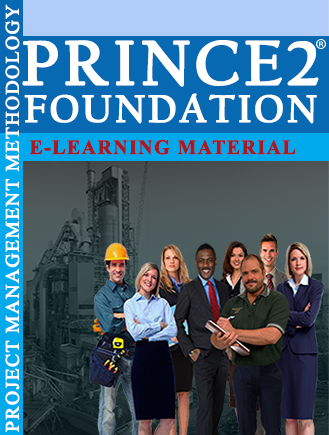 PRINCE2®
FOUNDATION
E-LEARNING MATERIAL
PROJECT MANAGEMENT METHODOLOGY